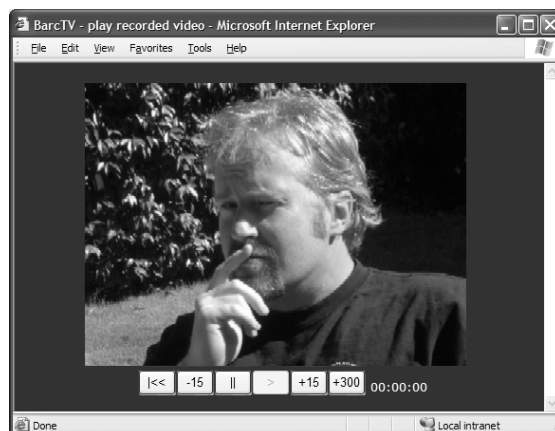 BarcTV - play recorded video - Microsoft Internet Explorer
File Edit View Favorites Tools Help
|<< -15 || > +15 +300 00:00:00
Done Local intranet